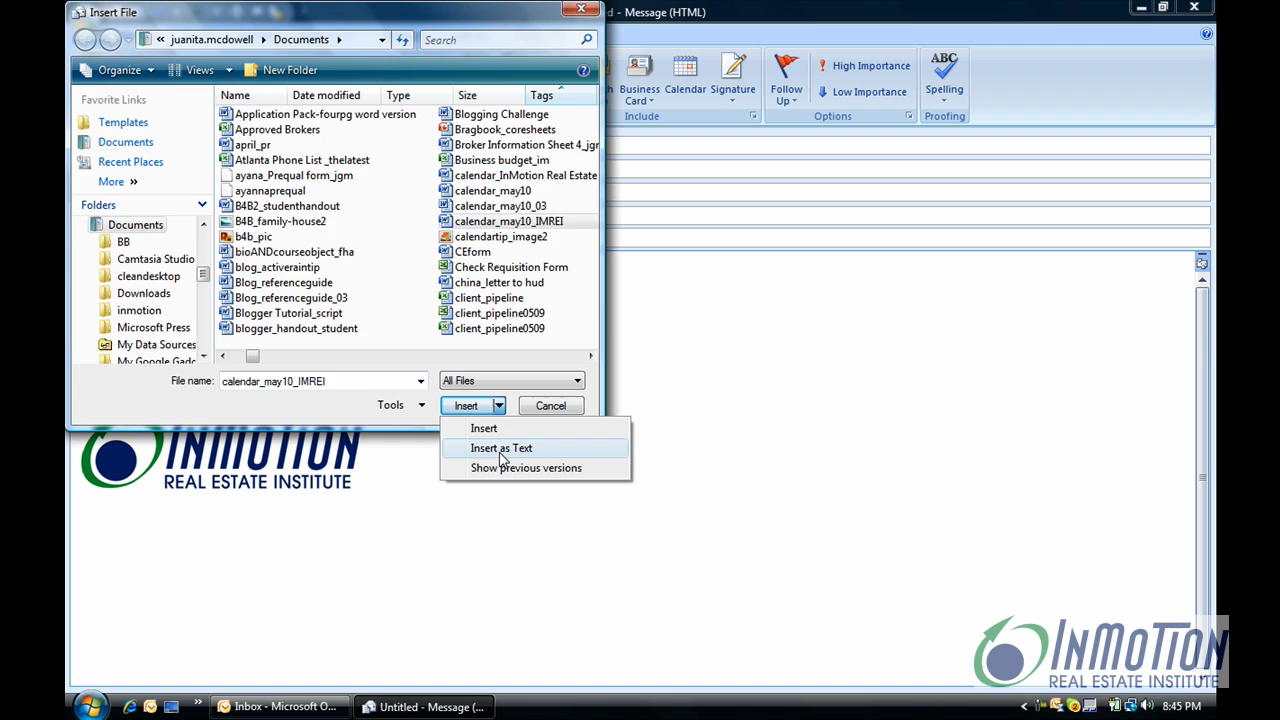 Insert File
d - Message (HTML)
« juanita.mcdowell
Documents
Search
Organize
Views
New Folder
Favorite Links
Templates
Documents
Recent Places
More »
Folders
Documents
BB
Camtasia Studio
cleandesktop
Downloads
inmotion
Microsoft Press
My Data Sources
My Google Gadg
Name
Date modified
Type
Size
Tags
Application Pack-fourpg word version
Approved Brokers
april_pr
Atlanta Phone List _thelatest
ayana_Prequal form_jgm
ayannaprequal
B4B2_studenthandout
B4B_family-house2
b4b_pic
bioANDcourseobject_fha
blog_activeraintip
Blog_referenceguide
Blog_referenceguide_03
Blogger Tutorial_script
blogger_handout_student
Blogging Challenge
Bragbook_coresheets
Broker Information Sheet 4_jgm
Business budget_im
calendar_InMotion Real Estate
calendar_may10
calendar_may10_03
calendar_may10_IMREI
calendartip_image2
CEform
Check Requisition Form
china_letter to hud
client_pipeline
client_pipeline0509
client_pipeline0509
File name:
calendar_may10_IMREI
All Files
Tools
Insert
Cancel
Insert
Insert as Text
Show previous versions
Business
Card
Calendar
Signature
Include
Follow
Up
High Importance
Low Importance
Options
ABC
Spelling
Proofing
INMOTION
REAL ESTATE INSTITUTE
INMOTION
REAL ESTATE INSTITUTE
Inbox - Microsoft O...
Untitled - Message (...
8:45 PM